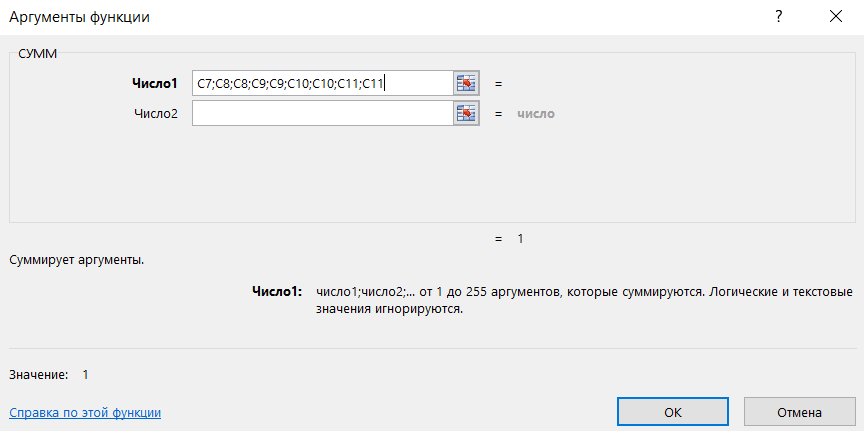 Аргументы функции
?
СУММ
Число1 C7;C8;C8;C9;C9;C10;C10;C11;C11 =
Число2 = число
= 1
Суммирует аргументы.
Число1: число1;число2;... от 1 до 255 аргументов, которые суммируются. Логические и текстовые
значения игнорируются.
Значение: 1
Справка по этой функции
ОК
Отмена